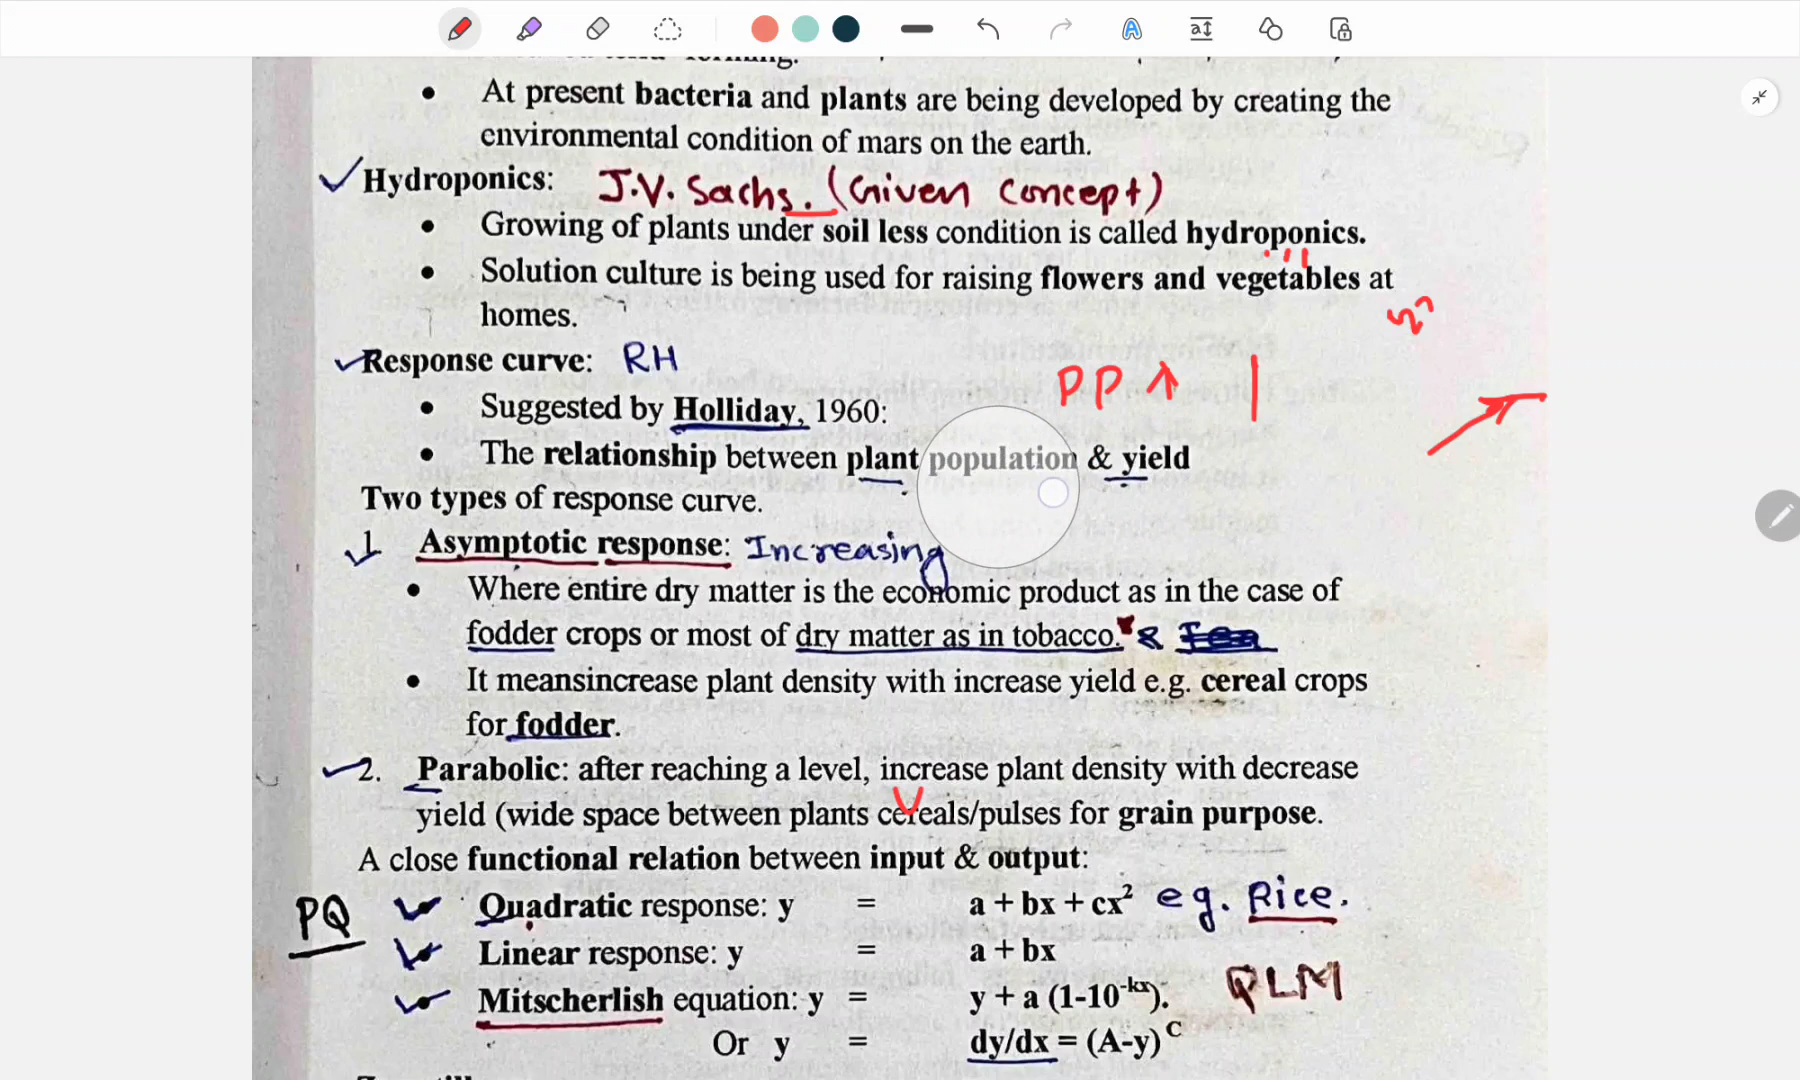 At present bacteria and plants are being developed by creating the
environmental condition of mars on the earth.
Hydroponics: J.V. Sachs. (Given Concept)
Growing of plants under soil less condition is called hydroponics.
Solution culture is being used for raising flowers and vegetables at
homes.
Response curve: RH
PP ↑
Suggested by Holliday, 1960:
The relationship between plant population & yield
Two types of response curve.
1. Asymptotic response: Increasing
Where entire dry matter is the economic product as in the case of
fodder crops or most of dry matter as in tobacco. &
It meansincrease plant density with increase yield e.g. cereal crops
for fodder.
2. Parabolic: after reaching a level, increase plant density with decrease
yield (wide space between plants cereals/pulses for grain purpose.
A close functional relation between input & output:
PQ Quadratic response: y = a + bx + cx² eg. Rice.
Linear response: y = a + bx
Mitscherlish equation: y = y + a (1-10⁻ᵏˣ). QLM
Or y = dy/dx = (A-y) C